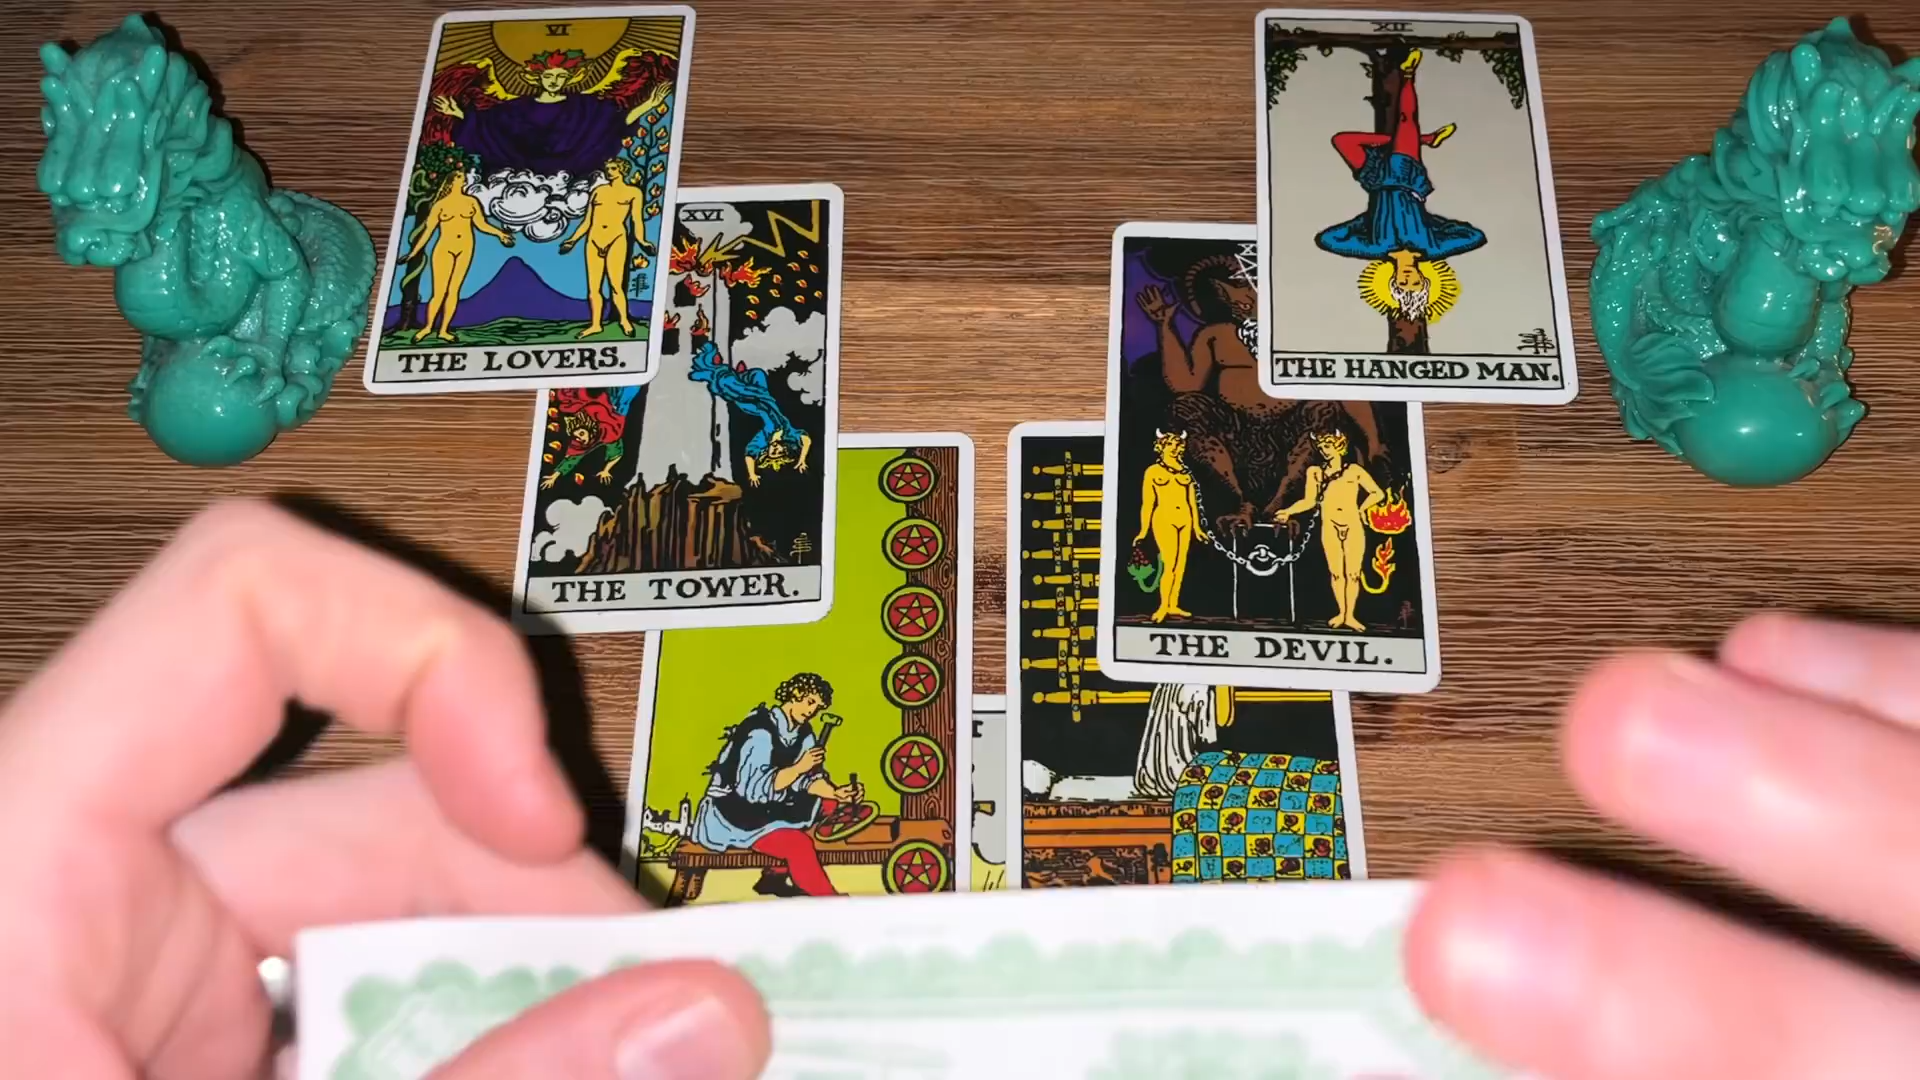 VI
THE LOVERS.
XVI
THE TOWER.
XII
THE HANGED MAN.
THE DEVIL.